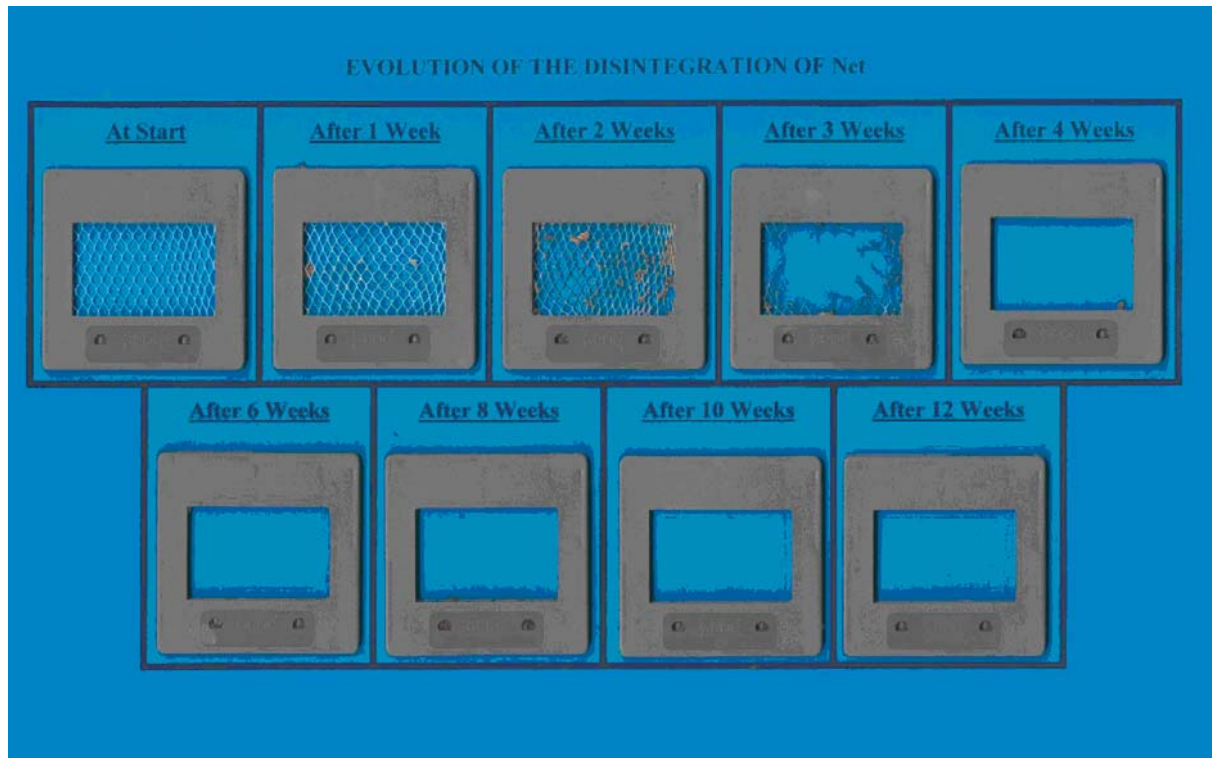 EVOLUTION OF THE DISINTEGRATION OF Net
At Start
After 1 Week
After 2 Weeks
After 3 Weeks
After 4 Weeks
After 6 Weeks
After 8 Weeks
After 10 Weeks
After 12 Weeks